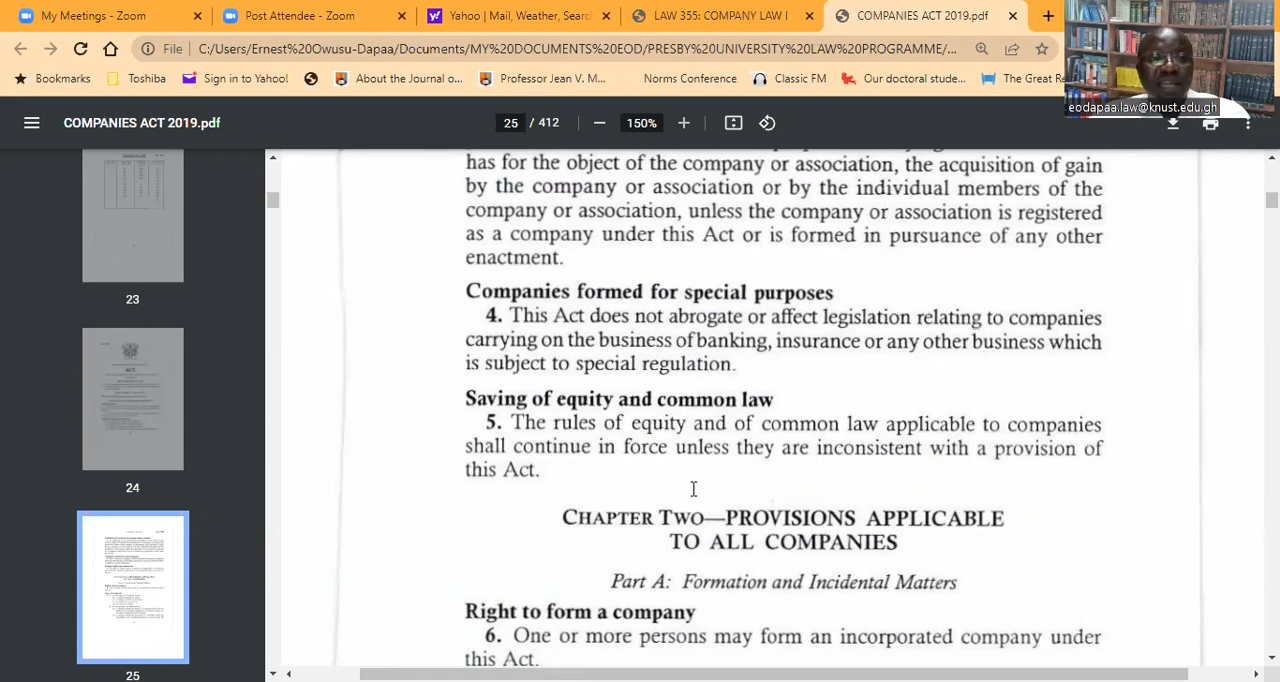 My Meetings - Zoom
Post Attendee - Zoom
Yahoo | Mail, Weather, Searc
LAW 355: COMPANY LAW I
COMPANIES ACT 2019.pdf
File
C:/Users/Ernest%20Owusu-Dapaa/Documents/MY%20DOCUMENTS%20EOD/PRESBY%20UNIVERSITY%20LAW%20PROGRAMME/...
Bookmarks
Toshiba
Sign in to Yahoo!
About the Journal o...
Professor Jean V. M...
Norms Conference
Classic FM
Our doctoral stude...
The Great Re
eodapaa.law@knust.edu.gh
COMPANIES ACT 2019.pdf
25 / 412
150%
23
24
25
has for the object of the company or association, the acquisition of gain
by the company or association or by the individual members of the
company or association, unless the company or association is registered
as a company under this Act or is formed in pursuance of any other
enactment.
Companies formed for special purposes
4. This Act does not abrogate or affect legislation relating to companies
carrying on the business of banking, insurance or any other business which
is subject to special regulation.
Saving of equity and common law
5. The rules of equity and of common law applicable to companies
shall continue in force unless they are inconsistent with a provision of
this Act.
CHAPTER TWO—PROVISIONS APPLICABLE
TO ALL COMPANIES
Part A: Formation and Incidental Matters
Right to form a company
6. One or more persons may form an incorporated company under
this Act.